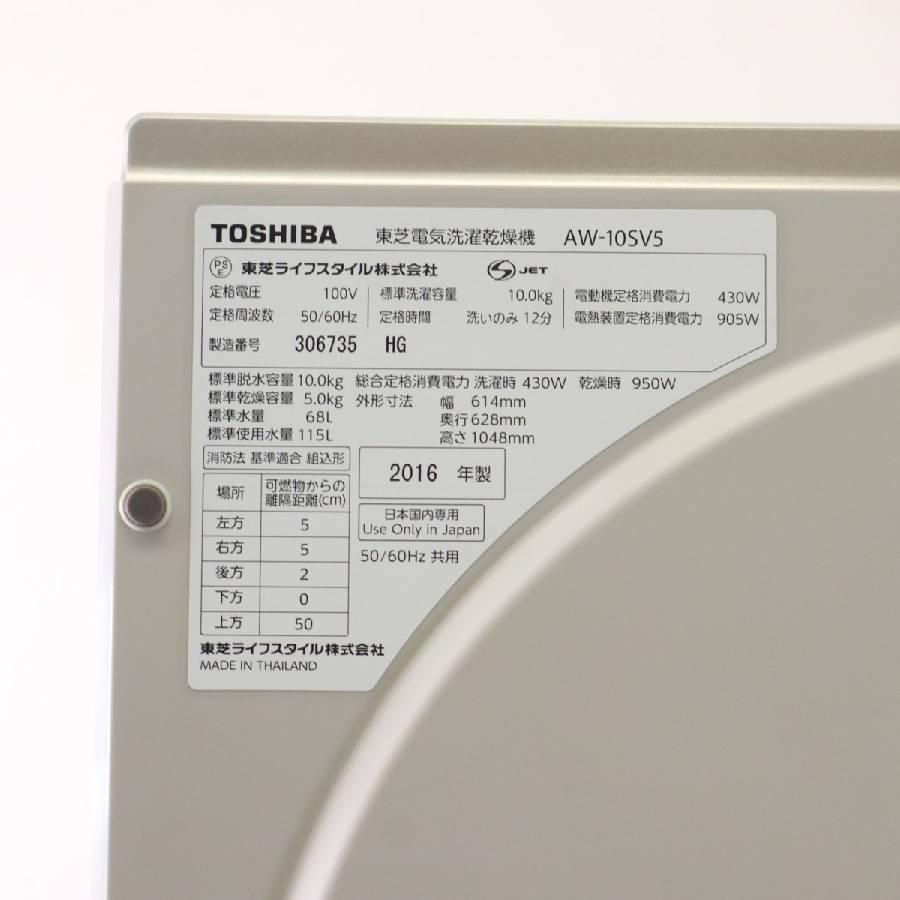 TOSHIBA 東芝電気洗濯乾燥機 AW-10SV5
PS E 東芝ライフスタイル株式会社 S JET
定格電圧 100V 標準洗濯容量 10.0kg 電動機定格消費電力 430W
定格周波数 50/60Hz 定格時間 洗いのみ 12分 電熱装置定格消費電力 905W
製造番号 306735 HG
標準脱水容量 10.0kg 総合定格消費電力 洗濯時 430W 乾燥時 950W
標準乾燥容量 5.0kg 外形寸法 幅 614mm
標準水量 68L 奥行 628mm
標準使用水量 115L 高さ 1048mm
消防法 基準適合 組込形
2016 年製
場所 可燃物からの離隔距離(cm)
左方 5
右方 5
後方 2
下方 0
上方 50
日本国内専用
Use Only in Japan
50/60Hz 共用
東芝ライフスタイル株式会社
MADE IN THAILAND